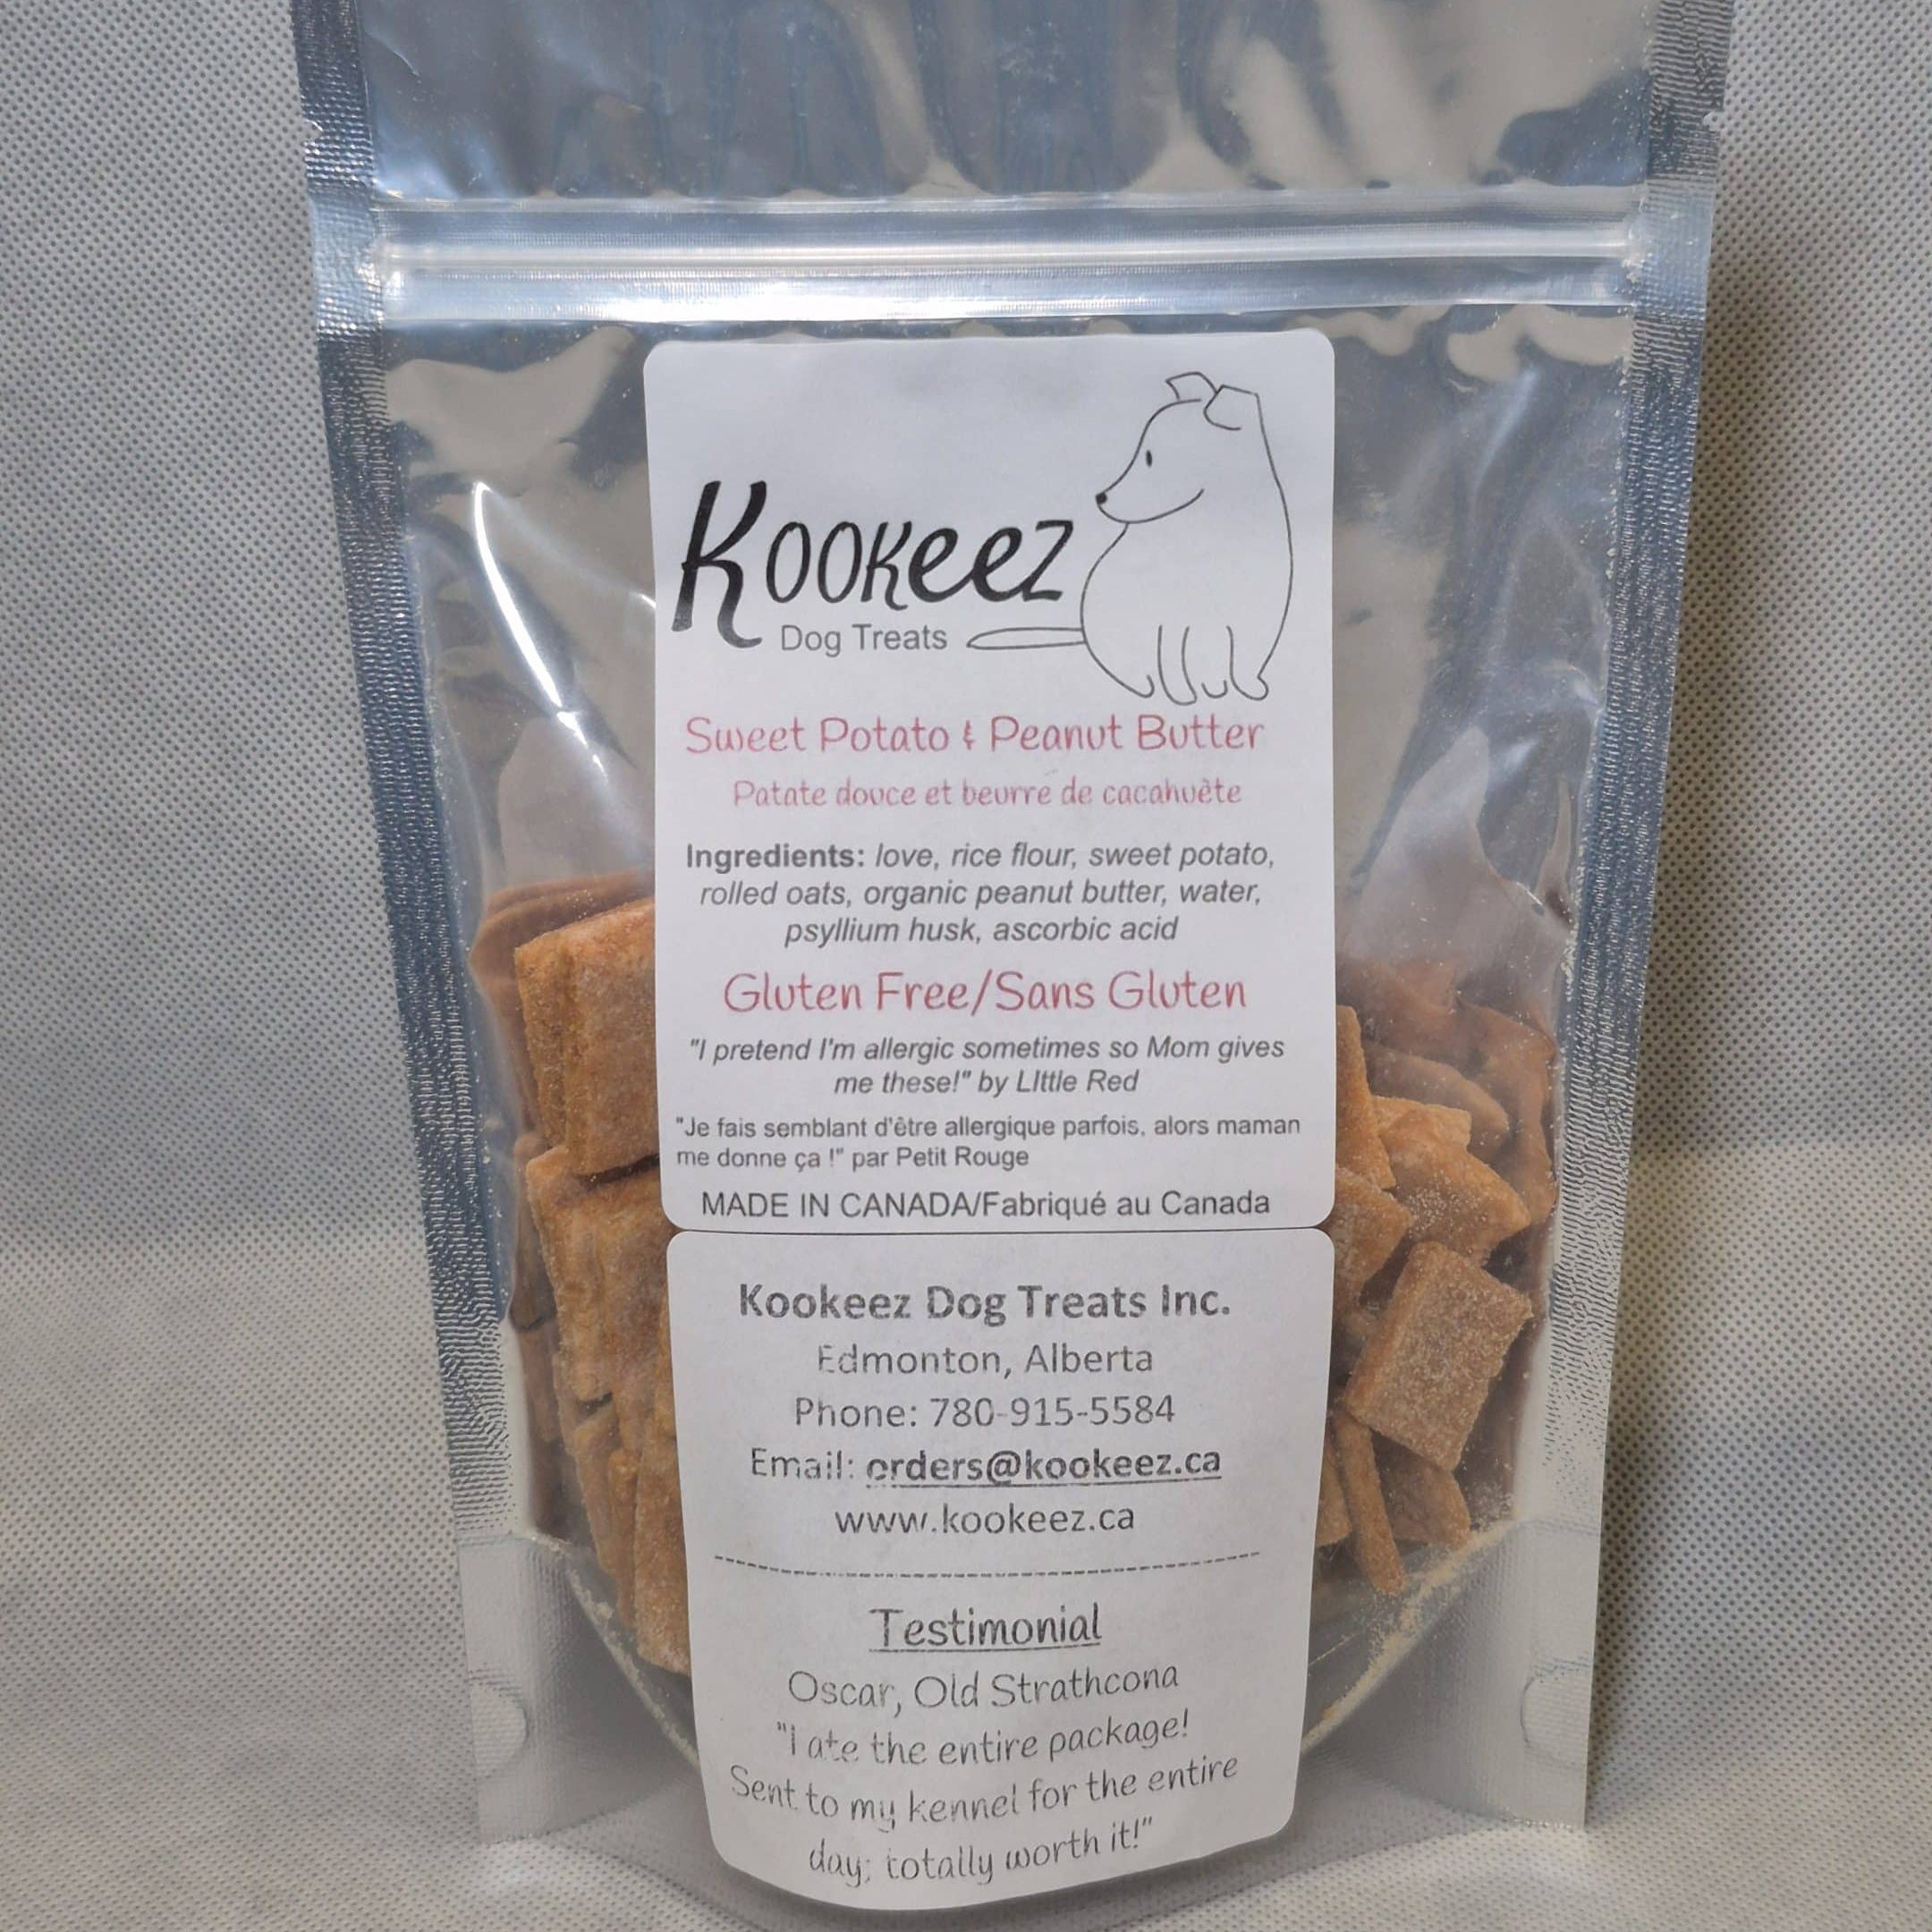 Kookeez
Dog Treats
Sweet Potato & Peanut Butter
Patate douce et beurre de cacahuète
Ingredients: love, rice flour, sweet potato,
rolled oats, organic peanut butter, water,
psyllium husk, ascorbic acid
Gluten Free/Sans Gluten
"I pretend I'm allergic sometimes so Mom gives
me these!" by LIttle Red
"Je fais semblant d'être allergique parfois, alors maman
me donne ça !" par Petit Rouge
MADE IN CANADA/Fabriqué au Canada
Kookeez Dog Treats Inc.
Edmonton, Alberta
Phone: 780-915-5584
Email: orders@kookeez.ca
www.kookeez.ca
Testimonial
Oscar, Old Strathcona
"I ate the entire package!
Sent to my kennel for the entire
day; totally worth it!"